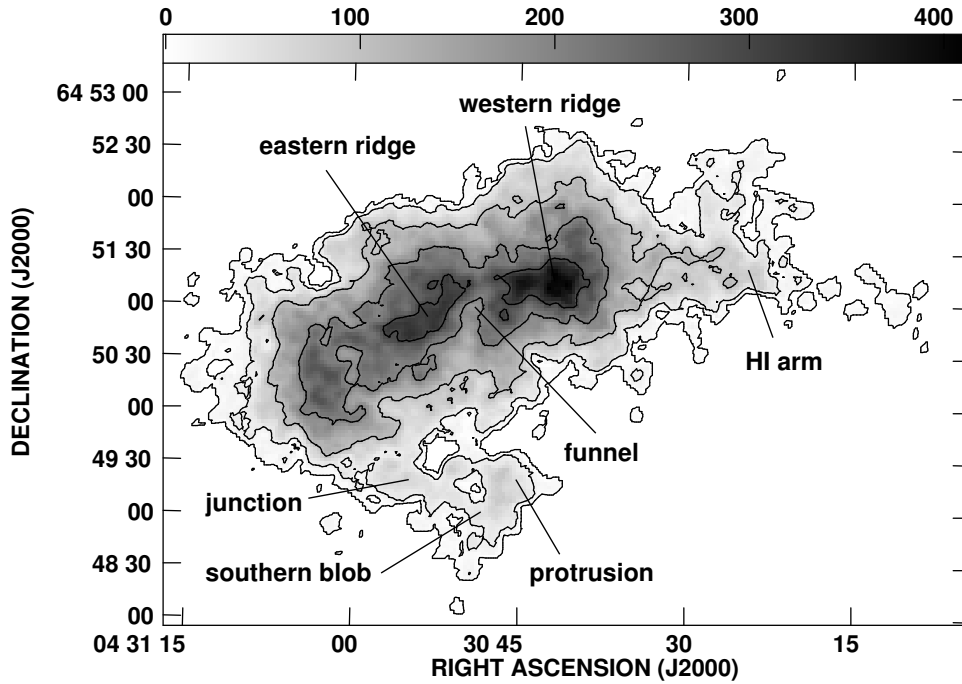 0 100 200 300 400
64 53 00
western ridge
52 30
eastern ridge
00
51 30
DECLINATION (J2000)
00
50 30
HI arm
00
funnel
49 30
junction
00
southern blob
protrusion
48 30
00
04 31 15 00 30 45 30 15
RIGHT ASCENSION (J2000)